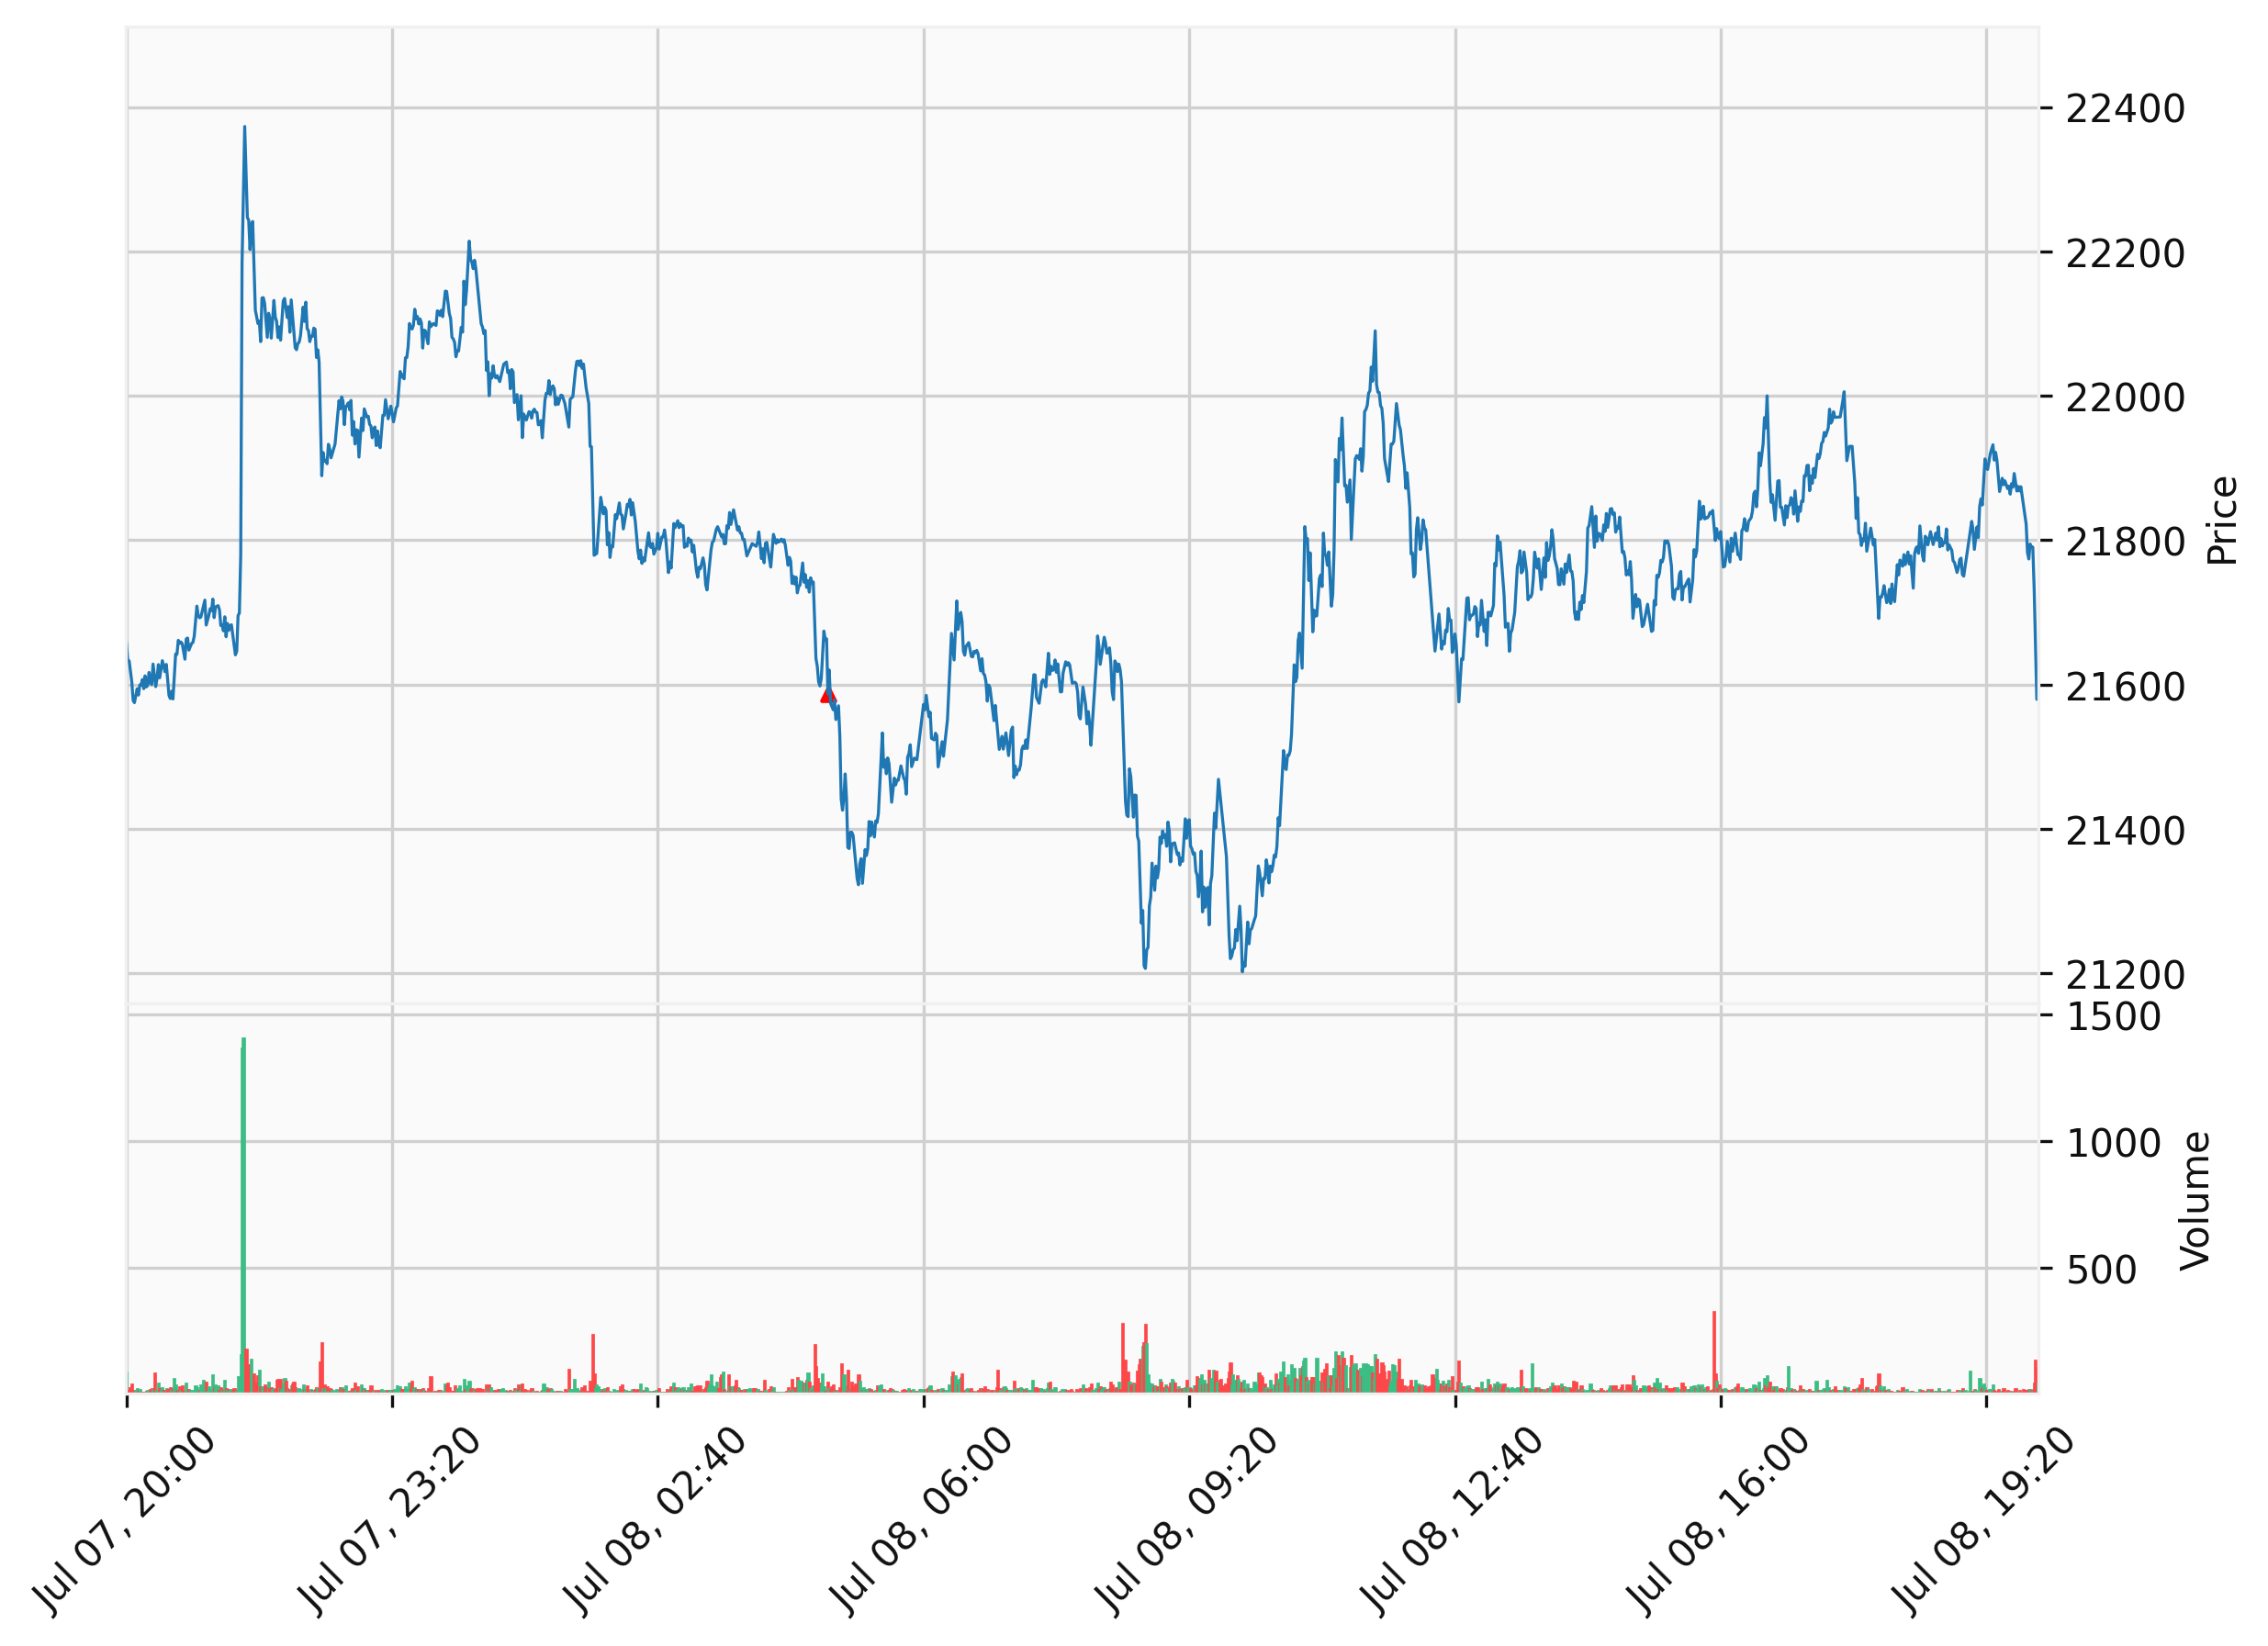 22400
22200
22000
21800
21600
21400
21200
Price
1500
1000
500
Volume
Jul 07, 20:00
Jul 07, 23:20
Jul 08, 02:40
Jul 08, 06:00
Jul 08, 09:20
Jul 08, 12:40
Jul 08, 16:00
Jul 08, 19:20